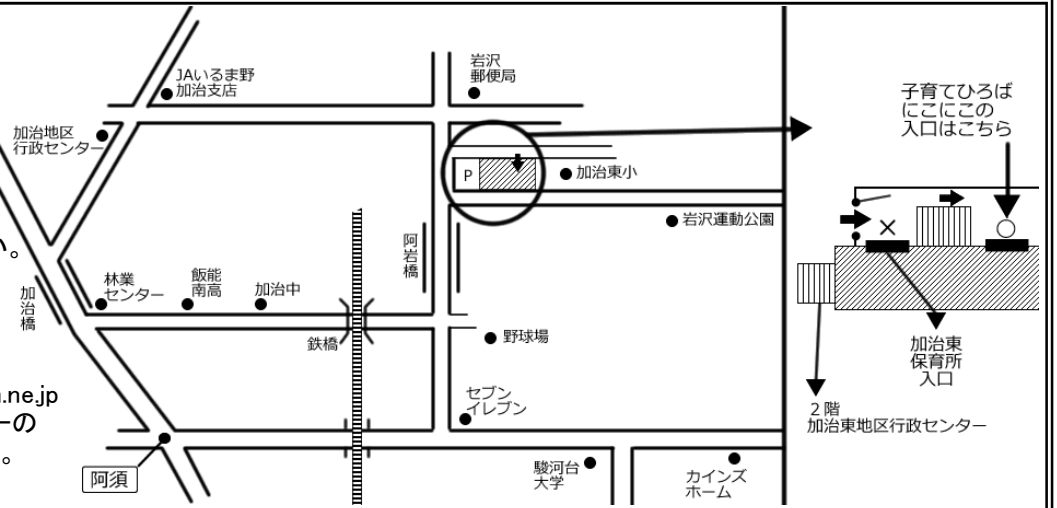 JAいるま野
加治支店
岩沢
郵便局
加治地区
行政センター
P
加治東小
岩沢運動公園
い。
加治橋
林業
センター
飯能
南高
加治中
阿岩橋
鉄橋
野球場
.ne.jp
ーの
。
セブン
イレブン
阿須
駿河台
大学
カインズ
ホーム
子育てひろば
にこにこの
入口はこちら
加治東
保育所
入口
2階
加治東地区行政センター